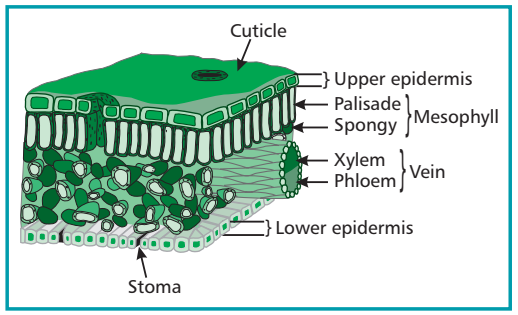 Cuticle
Upper epidermis
Palisade
Spongy
Mesophyll
Xylem
Phloem
Vein
Lower epidermis
Stoma